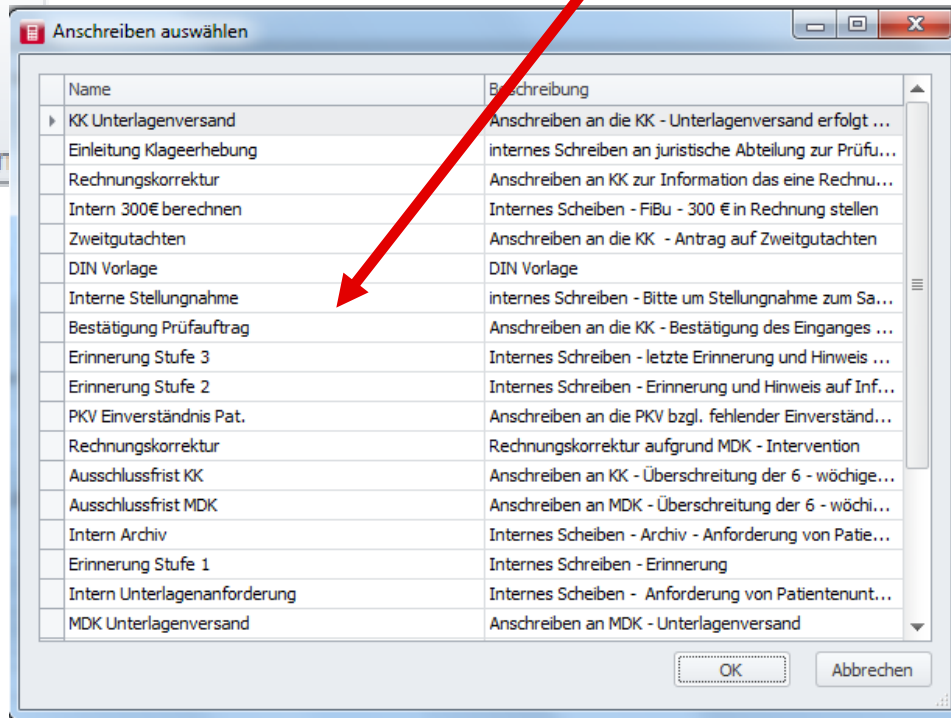 Anschreiben auswählen
Name Beschreibung
KK Unterlagenversand Anschreiben an die KK - Unterlagenversand erfolgt ...
Einleitung Klageerhebung internes Schreiben an juristische Abteilung zur Prüfu...
Rechnungskorrektur Anschreiben an KK zur Information das eine Rechnu...
Intern 300€ berechnen Internes Scheiben - FiBu - 300 € in Rechnung stellen
Zweitgutachten Anschreiben an die KK - Antrag auf Zweitgutachten
DIN Vorlage DIN Vorlage
Interne Stellungnahme internes Schreiben - Bitte um Stellungnahme zum Sa...
Bestätigung Prüfauftrag Anschreiben an die KK - Bestätigung des Einganges ...
Erinnerung Stufe 3 Internes Schreiben - letzte Erinnerung und Hinweis ...
Erinnerung Stufe 2 Internes Schreiben - Erinnerung und Hinweis auf Inf...
PKV Einverständnis Pat. Anschreiben an die PKV bzgl. fehlender Einverständ...
Rechnungskorrektur Rechnungskorrektur aufgrund MDK - Intervention
Ausschlussfrist KK Anschreiben an KK - Überschreitung der 6 - wöchige...
Ausschlussfrist MDK Anschreiben an MDK - Überschreitung der 6 - wöchi...
Intern Archiv Internes Scheiben - Archiv - Anforderung von Patie...
Erinnerung Stufe 1 Internes Schreiben - Erinnerung
Intern Unterlagenanforderung Internes Scheiben - Anforderung von Patientenunt...
MDK Unterlagenversand Anschreiben an MDK - Unterlagenversand
OK Abbrechen